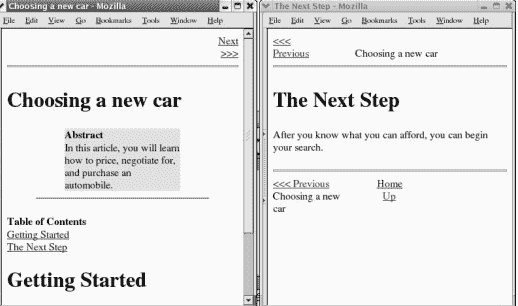 Choosing a new car - Mozilla
File Edit View Go Bookmarks Tools Window Help
Next
>>>
Choosing a new car
Abstract
In this article, you will learn
how to price, negotiate for,
and purchase an
automobile.
Table of Contents
Getting Started
The Next Step
Getting Started
The Next Step - Mozilla
File Edit View Go Bookmarks Tools Window Help
<<<
Previous Choosing a new car
The Next Step
After you know what you can afford, you can begin
your search.
<<< Previous Home
Choosing a new Up
car